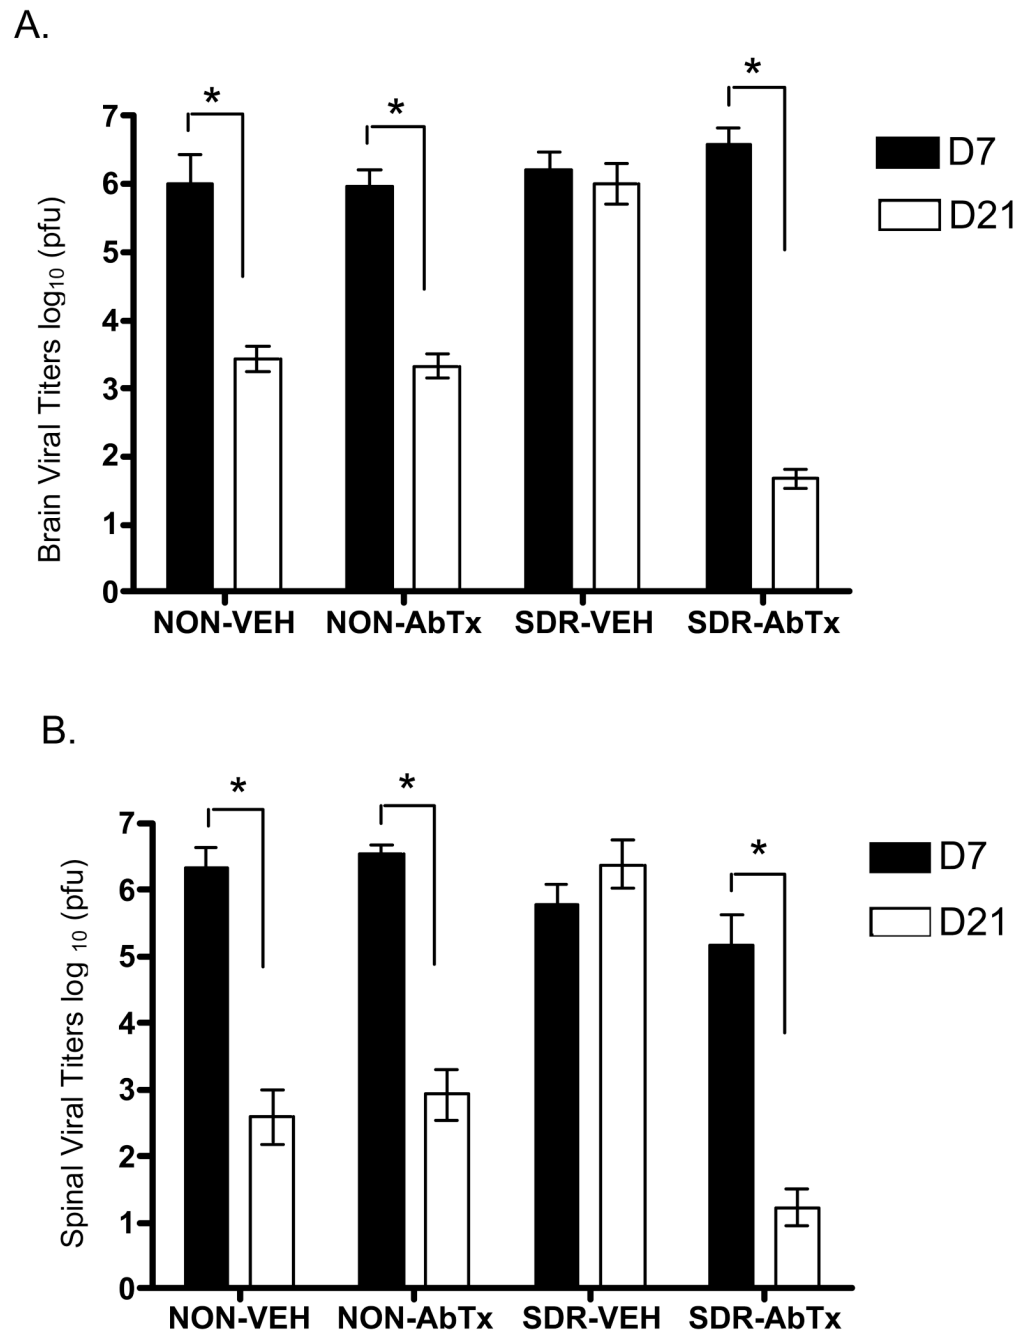 A.
*
*
*
7
6
5
4
3
2
1
0
Brain Viral Titers log10 (pfu)
D7
D21
NON-VEH NON-AbTx SDR-VEH SDR-AbTx
B.
*
*
*
7
6
5
4
3
2
1
0
Spinal Viral Titers log 10 (pfu)
D7
D21
NON-VEH NON-AbTx SDR-VEH SDR-AbTx